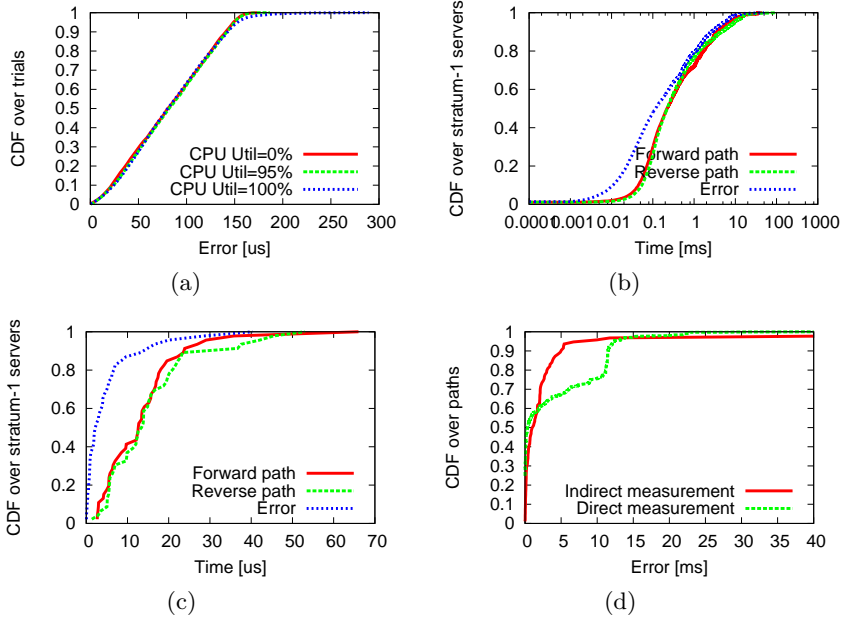 1
0.9
0.8
0.7
0.6
0.5
0.4
0.3
0.2
0.1
0
0 50 100 150 200 250 300
CDF over trials
Error [us]
CPU Util=0%
CPU Util=95%
CPU Util=100%
(a)
1
0.8
0.6
0.4
0.2
0
0.0001 0.001 0.01 0.1 1 10 100 1000
CDF over stratum-1 servers
Time [ms]
Forward path
Reverse path
Error
(b)
1
0.8
0.6
0.4
0.2
0
0 10 20 30 40 50 60 70
CDF over stratum-1 servers
Time [us]
Forward path
Reverse path
Error
(c)
1
0.9
0.8
0.7
0.6
0.5
0.4
0.3
0.2
0.1
0
0 5 10 15 20 25 30 35 40
CDF over paths
Error [ms]
Indirect measurement
Direct measurement
(d)